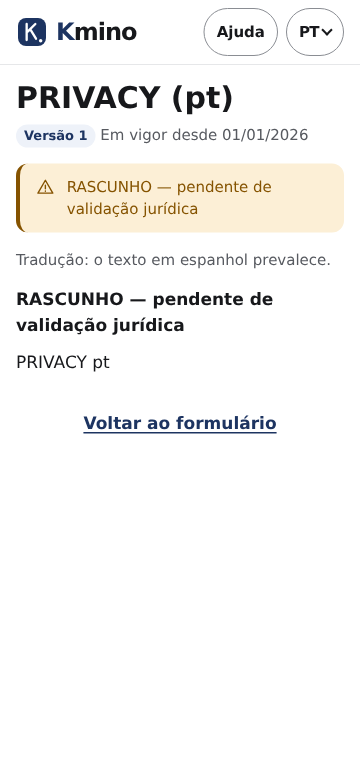 K. Kmino Ajuda PT
PRIVACY (pt)
Versão 1 Em vigor desde 01/01/2026
RASCUNHO — pendente de
validação jurídica
Tradução: o texto em espanhol prevalece.
RASCUNHO — pendente de
validação jurídica
PRIVACY pt
Voltar ao formulário